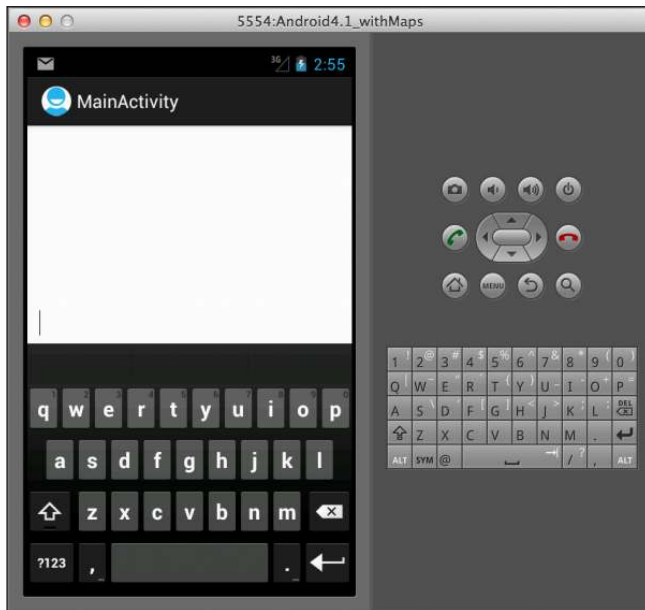 5554:Android4.1_withMaps
3G 2:55
MainActivity
q w e r t y u i o p
a s d f g h j k l
z x c v b n m
?123 , .
MENU
1 ! 2 @ 3 # 4 $ 5 % 6 ^ 7 & 8 * 9 ( 0 )
Q W E R T { Y } U - I O + P =
A S \ D F [ G ] H < J > K ; L : DEL
Z X C V B N M .
ALT SYM @ / ? , ALT